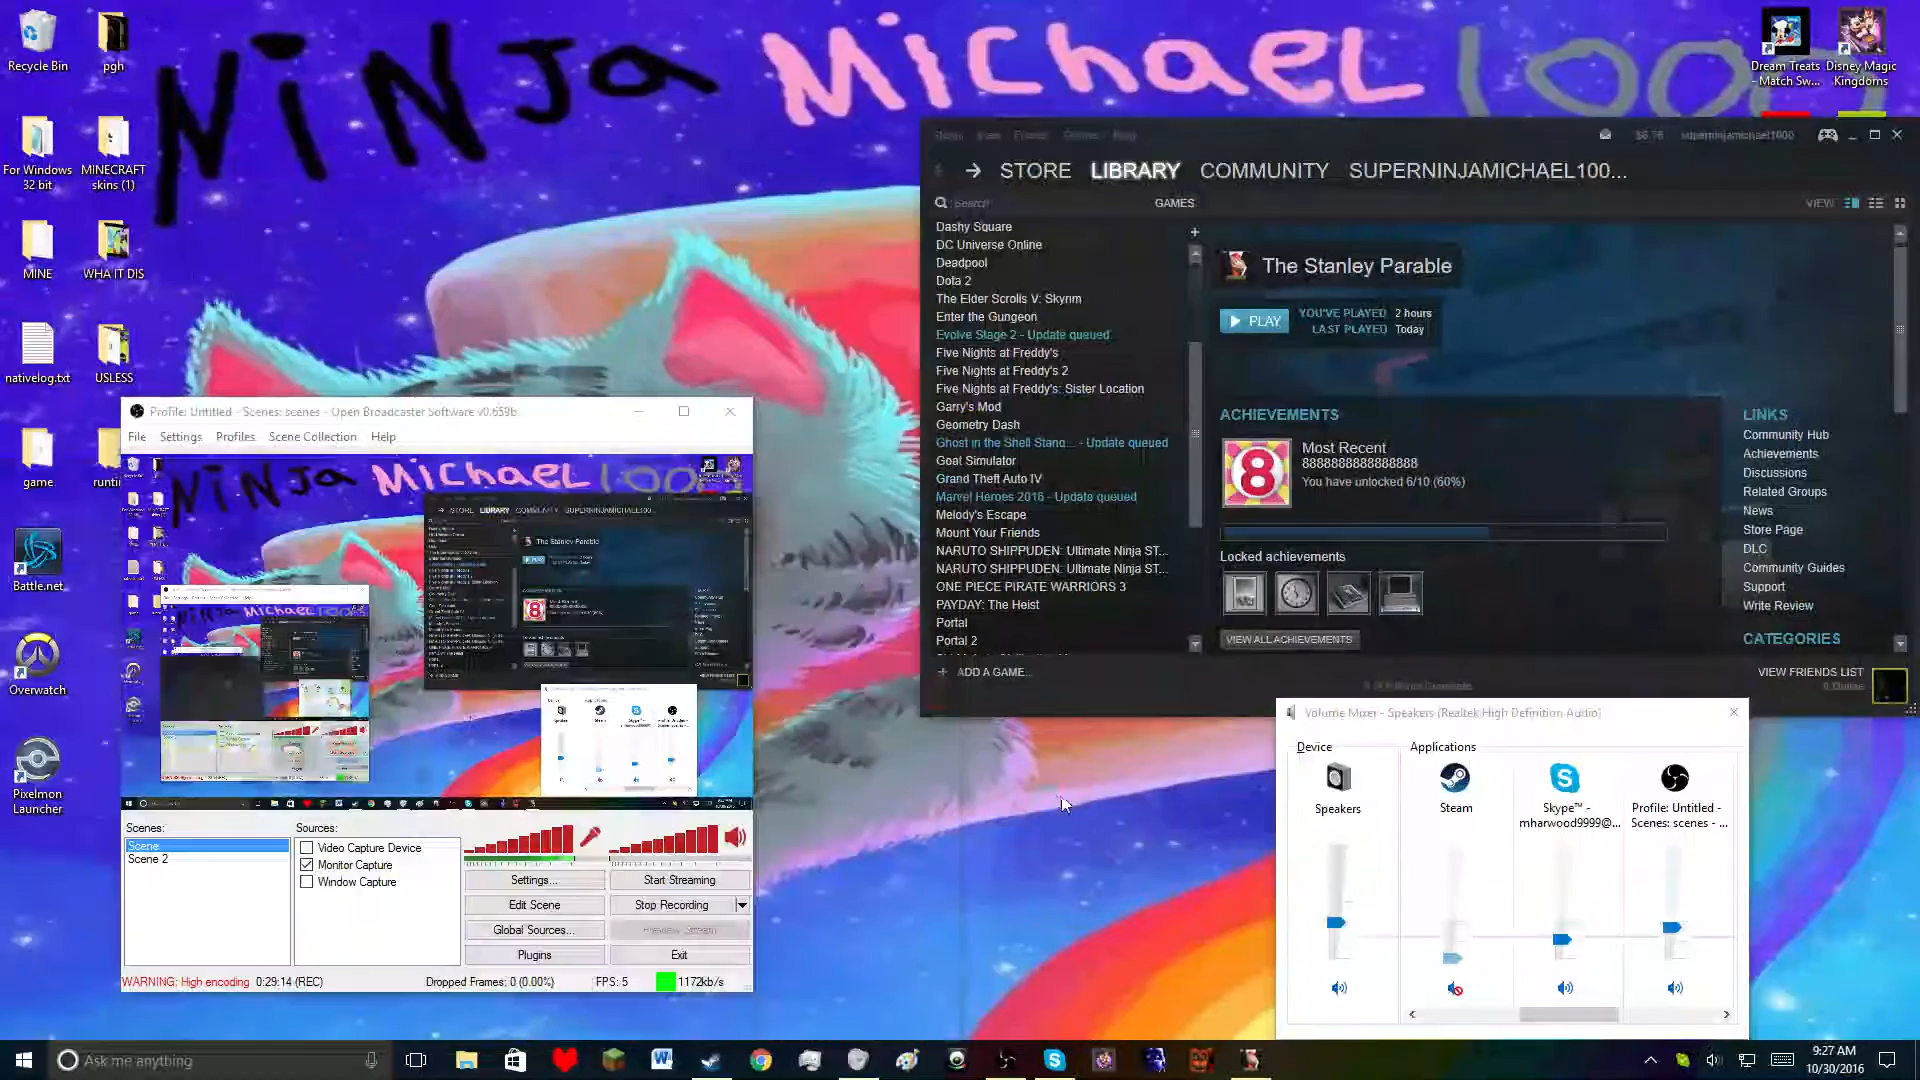 NiNJa MicHaEL 1000
Recycle Bin
pgh
For Windows
32 bit
MINECRAFT
skins (1)
MINE
WHA IT DIS
nativelog.txt
USLESS
game
runti
Battle.net
Overwatch
Pixelmon
Launcher
Dream Treats
- Match Sw...
Disney Magic
Kingdoms
superninjamichael1000
STORE LIBRARY COMMUNITY SUPERNINJAMICHAEL100...
Search
GAMES
VIEW
Dashy Square
DC Universe Online
Deadpool
Dota 2
The Elder Scrolls V: Skyrim
Enter the Gungeon
Evolve Stage 2 - Update queued
Five Nights at Freddy's
Five Nights at Freddy's 2
Five Nights at Freddy's: Sister Location
Garry's Mod
Geometry Dash
Ghost in the Shell Stand... - Update queued
Goat Simulator
Grand Theft Auto IV
Marvel Heroes 2016 - Update queued
Melody's Escape
Mount Your Friends
NARUTO SHIPPUDEN: Ultimate Ninja ST...
NARUTO SHIPPUDEN: Ultimate Ninja ST...
ONE PIECE PIRATE WARRIORS 3
PAYDAY: The Heist
Portal
Portal 2
+ ADD A GAME...
The Stanley Parable
PLAY
YOU'VE PLAYED 2 hours
LAST PLAYED Today
ACHIEVEMENTS
Most Recent
8888888888888888
You have unlocked 6/10 (60%)
Locked achievements
VIEW ALL ACHIEVEMENTS
LINKS
Community Hub
Achievements
Discussions
Related Groups
News
Store Page
DLC
Community Guides
Support
Write Review
CATEGORIES
VIEW FRIENDS LIST
Profile: Untitled - Scenes: scenes - Open Broadcaster Software v0.659b
File Settings Profiles Scene Collection Help
Scenes:
Scene
Scene 2
Sources:
Video Capture Device
Monitor Capture
Window Capture
Settings...
Start Streaming
Edit Scene
Stop Recording
Global Sources...
Preview Stream
Plugins
Exit
WARNING: High encoding 0:29:14 (REC)
Dropped Frames: 0 (0.00%)
FPS: 5
1172kb/s
Volume Mixer - Speakers (Realtek High Definition Audio)
Device
Applications
Speakers
Steam
Skype™ -
mharwood9999@...
Profile: Untitled -
Scenes: scenes - ...
Ask me anything
9:27 AM
10/30/2016